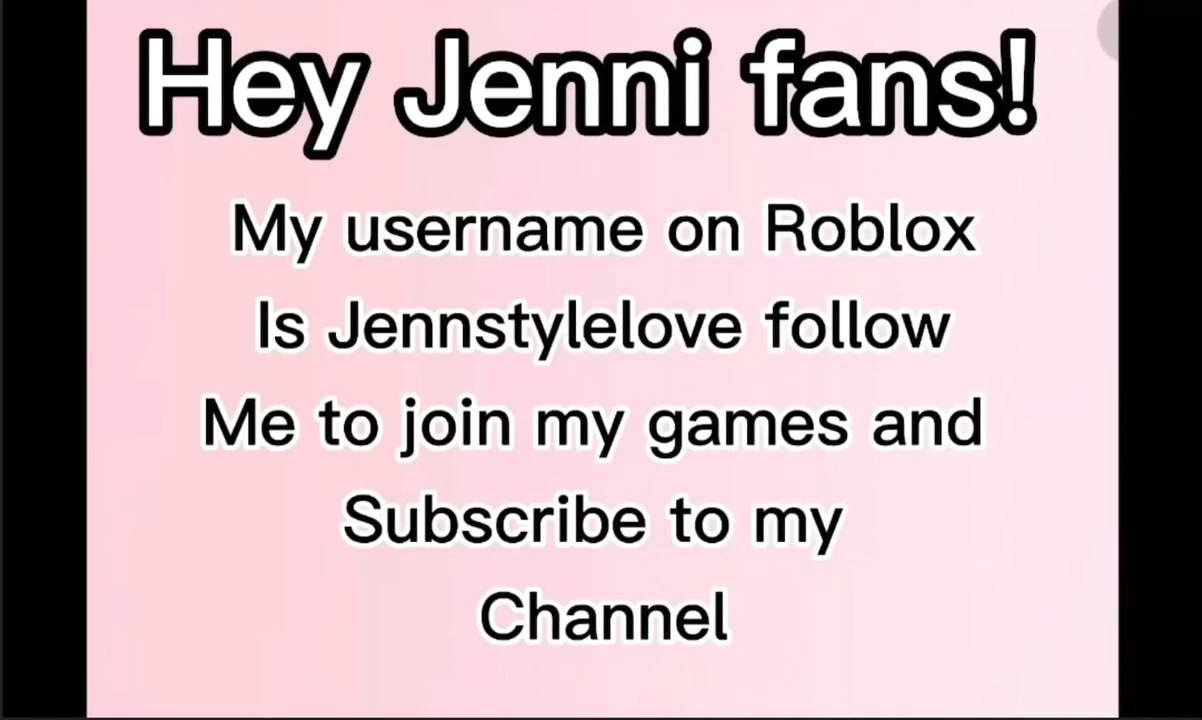 Hey Jenni fans!
My username on Roblox
Is Jennstylelove follow
Me to join my games and
Subscribe to my
Channel